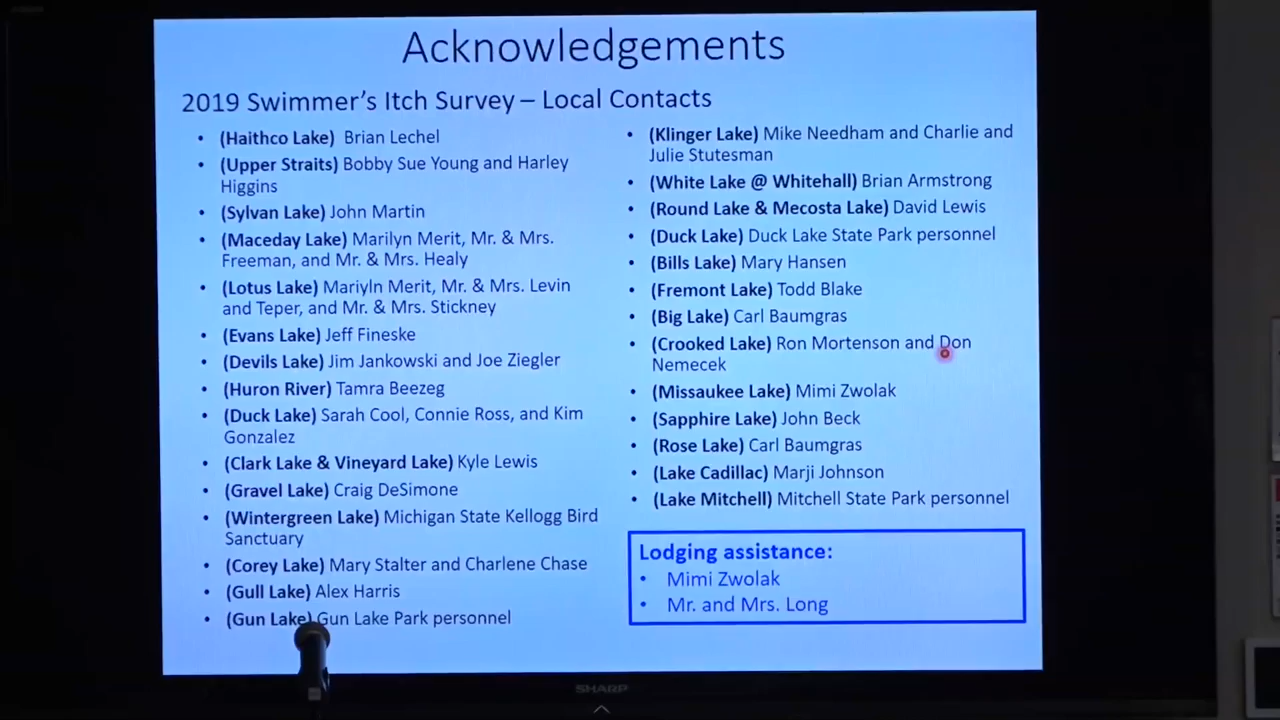 Acknowledgements
2019 Swimmer's Itch Survey – Local Contacts
• (Haithco Lake) Brian Lechel
• (Upper Straits) Bobby Sue Young and Harley
Higgins
• (Sylvan Lake) John Martin
• (Maceday Lake) Marilyn Merit, Mr. & Mrs.
Freeman, and Mr. & Mrs. Healy
• (Lotus Lake) Mariyln Merit, Mr. & Mrs. Levin
and Teper, and Mr. & Mrs. Stickney
• (Evans Lake) Jeff Fineske
• (Devils Lake) Jim Jankowski and Joe Ziegler
• (Huron River) Tamra Beezeg
• (Duck Lake) Sarah Cool, Connie Ross, and Kim
Gonzalez
• (Clark Lake & Vineyard Lake) Kyle Lewis
• (Gravel Lake) Craig DeSimone
• (Wintergreen Lake) Michigan State Kellogg Bird
Sanctuary
• (Corey Lake) Mary Stalter and Charlene Chase
• (Gull Lake) Alex Harris
• (Gun Lake) Gun Lake Park personnel
• (Klinger Lake) Mike Needham and Charlie and
Julie Stutesman
• (White Lake @ Whitehall) Brian Armstrong
• (Round Lake & Mecosta Lake) David Lewis
• (Duck Lake) Duck Lake State Park personnel
• (Bills Lake) Mary Hansen
• (Fremont Lake) Todd Blake
• (Big Lake) Carl Baumgras
• (Crooked Lake) Ron Mortenson and Don
Nemecek
• (Missaukee Lake) Mimi Zwolak
• (Sapphire Lake) John Beck
• (Rose Lake) Carl Baumgras
• (Lake Cadillac) Marji Johnson
• (Lake Mitchell) Mitchell State Park personnel
Lodging assistance:
• Mimi Zwolak
• Mr. and Mrs. Long
SHARP